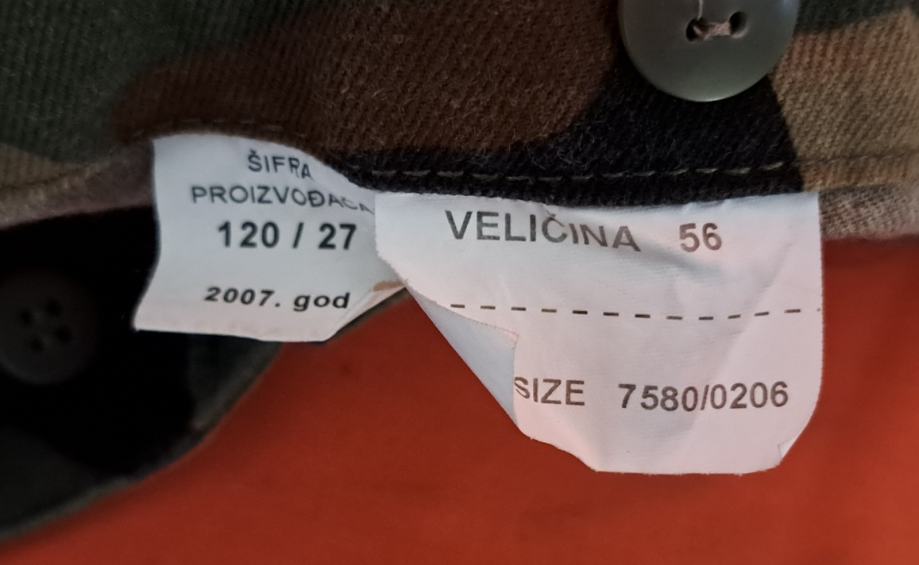 ŠIFRA
PROIZVOĐAČA
120 / 27
2007. god
VELIČINA 56
SIZE 7580/0206